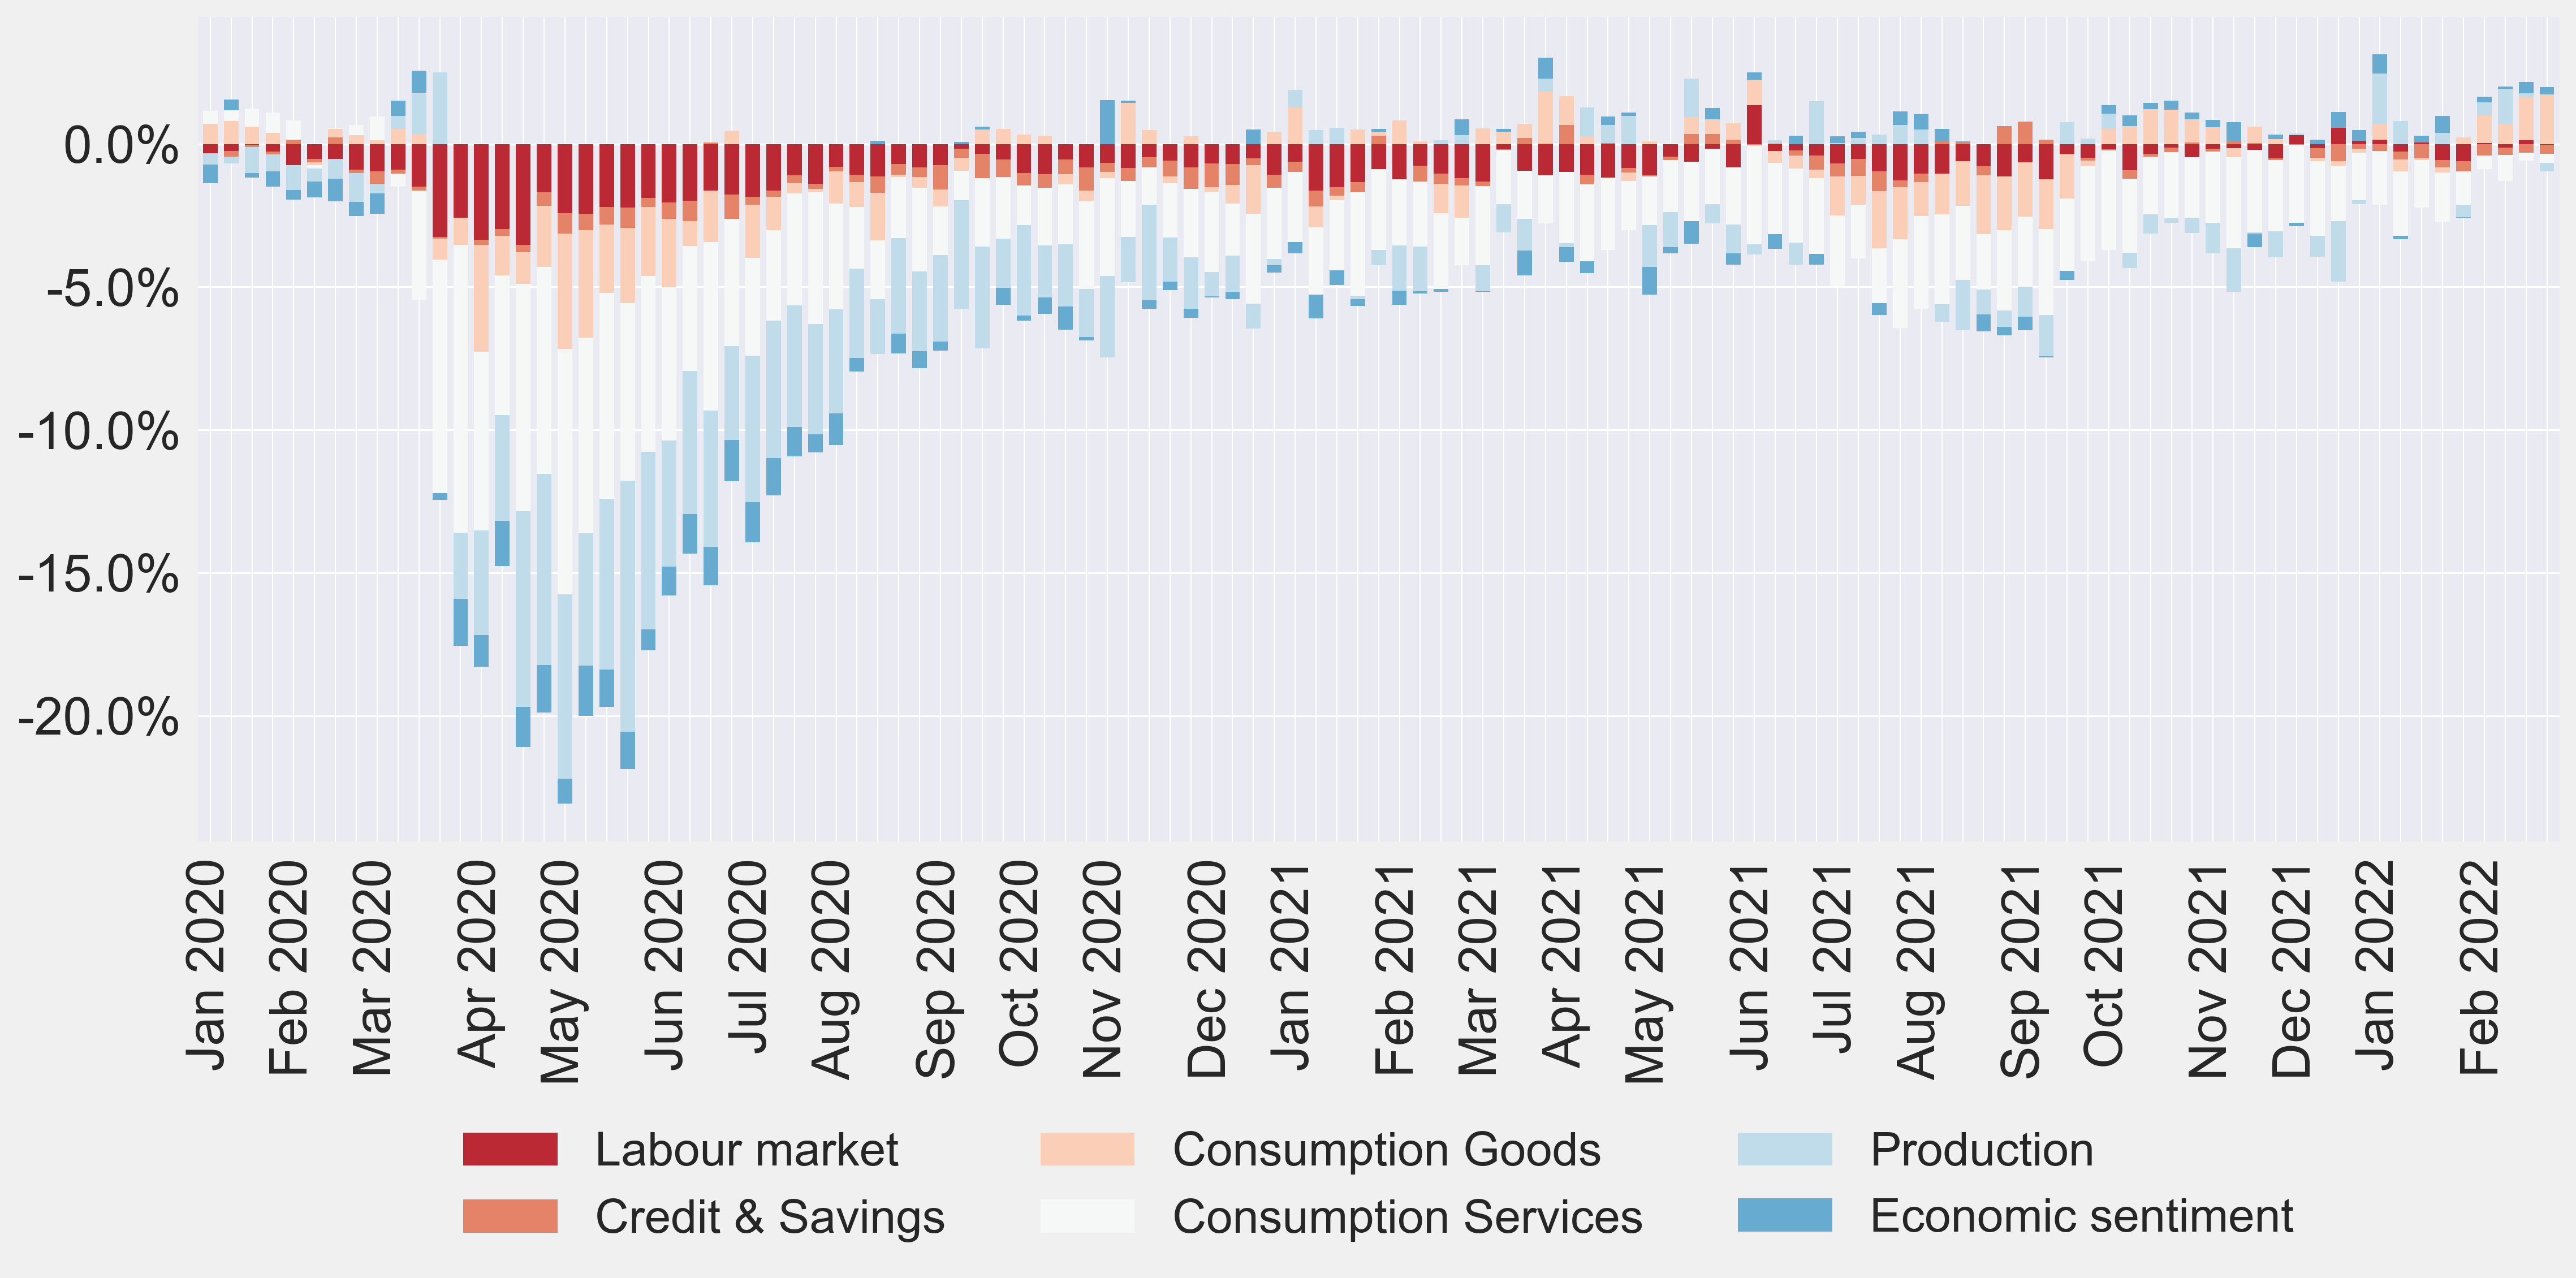 0.0%
-5.0%
-10.0%
-15.0%
-20.0%
Jan 2020
Feb 2020
Mar 2020
Apr 2020
May 2020
Jun 2020
Jul 2020
Aug 2020
Sep 2020
Oct 2020
Nov 2020
Dec 2020
Jan 2021
Feb 2021
Mar 2021
Apr 2021
May 2021
Jun 2021
Jul 2021
Aug 2021
Sep 2021
Oct 2021
Nov 2021
Dec 2021
Jan 2022
Feb 2022
Labour market
Consumption Goods
Production
Credit & Savings
Consumption Services
Economic sentiment